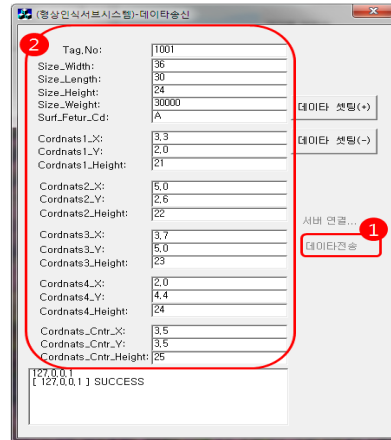 (형상인식서브시스템)-데이타송신
2
Tag.No: 1001
Size_Width: 36
Size_Length: 30
Size_Height: 24
Size_Weight: 30000
Surf_Fetur_Cd: A
데이타 셋팅(+)
Cordnats1_X: 3,3
Cordnats1_Y: 2,0
Cordnats1_Height: 21
데이타 셋팅(-)
Cordnats2_X: 5,0
Cordnats2_Y: 2,6
Cordnats2_Height: 22
서버 연결...
1
Cordnats3_X: 3,7
Cordnats3_Y: 5,0
Cordnats3_Height: 23
데이타전송
Cordnats4_X: 2,0
Cordnats4_Y: 4,4
Cordnats4_Height: 24
Cordnats_Cntr_X: 3,5
Cordnats_Cntr_Y: 3,5
Cordnats_Cntr_Height: 25
127,0,0,1
[ 127,0,0,1 ] SUCCESS